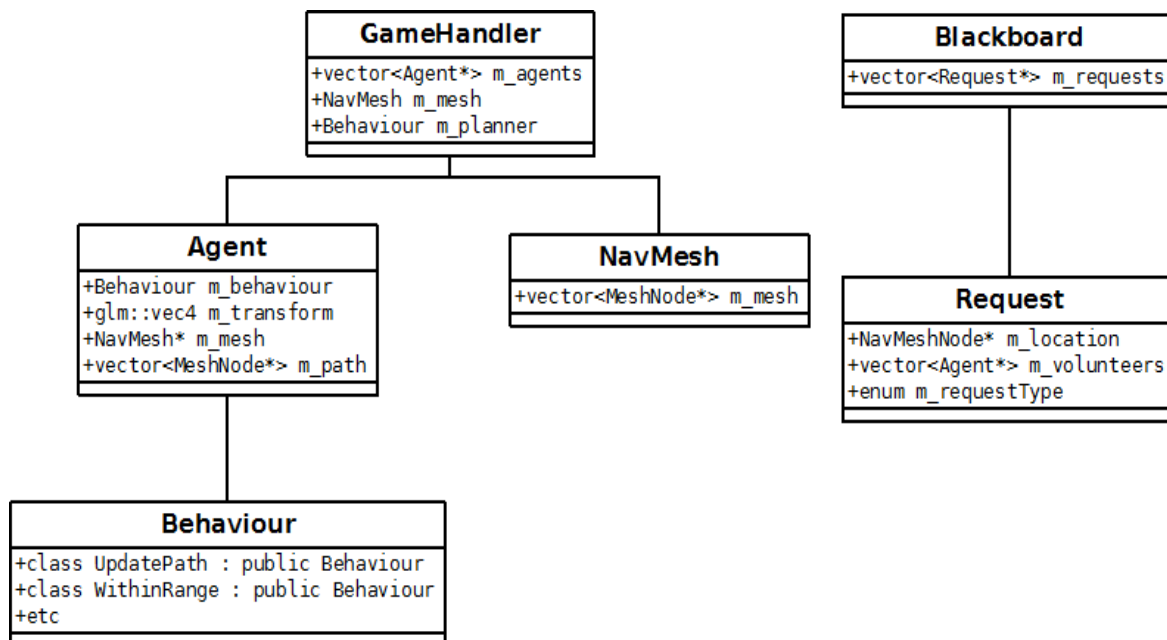 GameHandler
+vector<Agent*> m_agents
+NavMesh m_mesh
+Behaviour m_planner
Blackboard
+vector<Request*> m_requests
Agent
+Behaviour m_behaviour
+glm::vec4 m_transform
+NavMesh* m_mesh
+vector<MeshNode*> m_path
NavMesh
+vector<MeshNode*> m_mesh
Request
+NavMeshNode* m_location
+vector<Agent*> m_volunteers
+enum m_requestType
Behaviour
+class UpdatePath : public Behaviour
+class WithinRange : public Behaviour
+etc